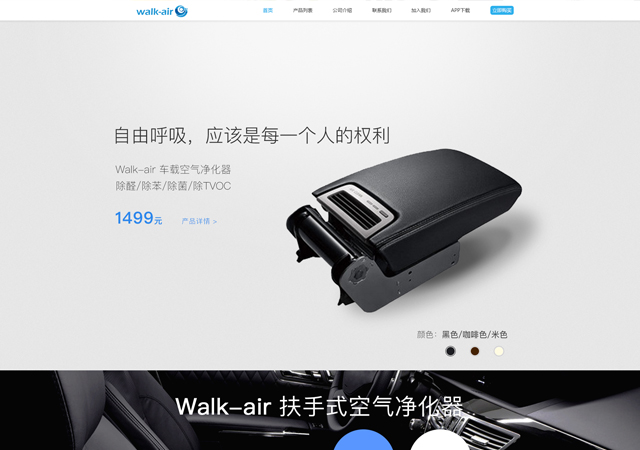 walk-air
首页 产品列表 公司介绍 联系我们 加入我们 APP下载 立即购买
自由呼吸，应该是每一个人的权利
Walk-air 车载空气净化器
除醛/除苯/除菌/除TVOC
1499元 产品详情 >
颜色：黑色/咖啡色/米色
Walk-air 扶手式空气净化器